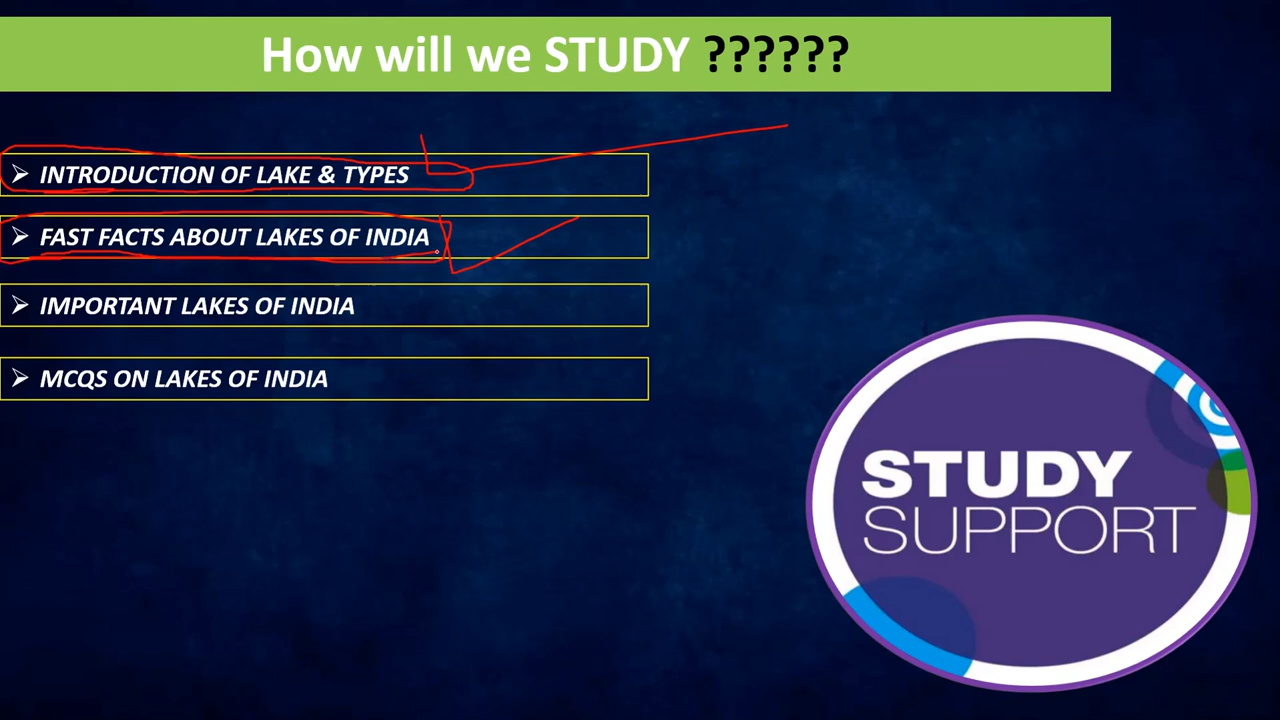 How will we STUDY ??????
➢ INTRODUCTION OF LAKE & TYPES
➢ FAST FACTS ABOUT LAKES OF INDIA
➢ IMPORTANT LAKES OF INDIA
➢ MCQS ON LAKES OF INDIA
STUDY
SUPPORT